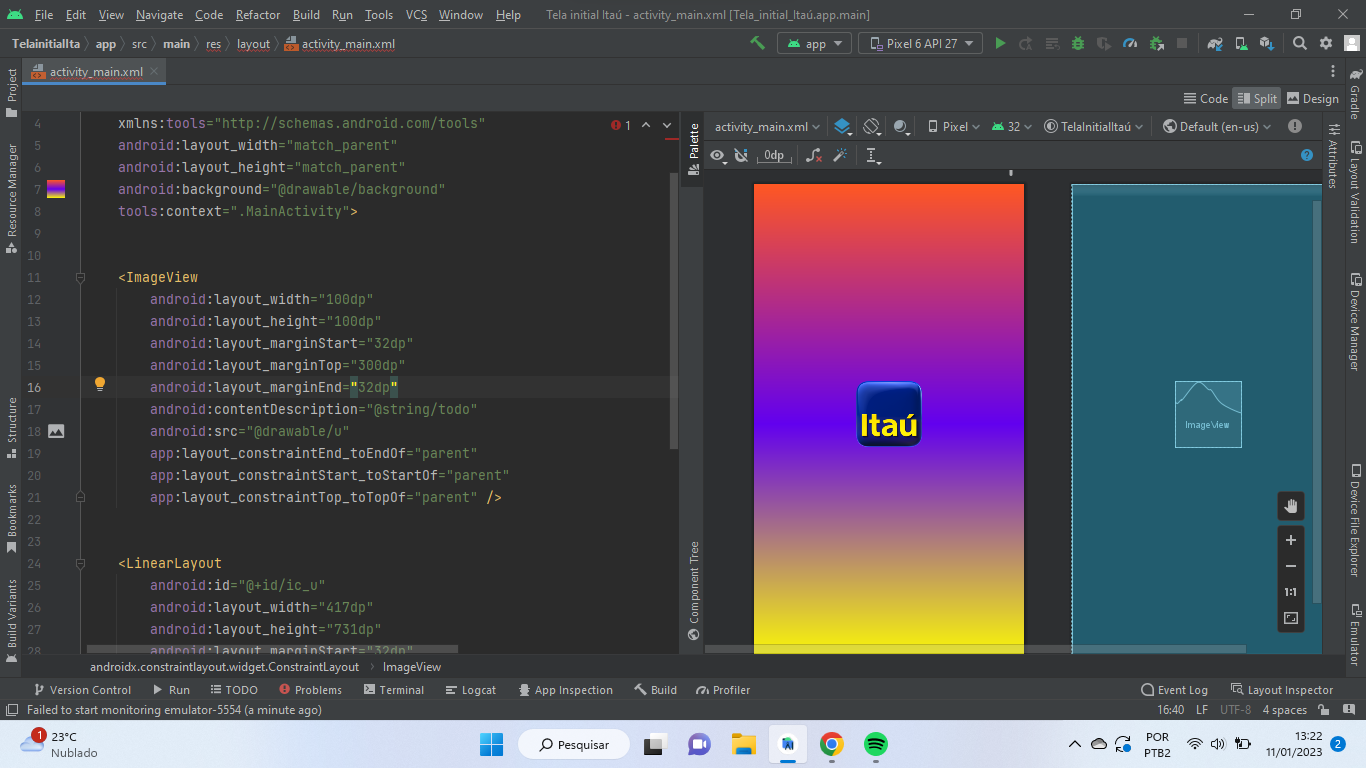 File Edit View Navigate Code Refactor Build Run Tools VCS Window Help Tela initial Itaú - activity_main.xml [Tela_initial_Itaú.app.main]
TelainitialIta app src main res layout activity_main.xml app Pixel 6 API 27
activity_main.xml
Code Split Design
Project
Resource Manager
Structure
Bookmarks
Build Variants
4 xmlns:tools="http://schemas.android.com/tools" 1
5 android:layout_width="match_parent"
6 android:layout_height="match_parent"
7 android:background="@drawable/background"
8 tools:context=".MainActivity">
9
10
11 <ImageView
12 android:layout_width="100dp"
13 android:layout_height="100dp"
14 android:layout_marginStart="32dp"
15 android:layout_marginTop="300dp"
16 android:layout_marginEnd="32dp"
17 android:contentDescription="@string/todo"
18 android:src="@drawable/u"
19 app:layout_constraintEnd_toEndOf="parent"
20 app:layout_constraintStart_toStartOf="parent"
21 app:layout_constraintTop_toTopOf="parent" />
22
23
24 <LinearLayout
25 android:id="@+id/ic_u"
26 android:layout_width="417dp"
27 android:layout_height="731dp"
28 android:layout_marginStart="32dp"
androidx.constraintlayout.widget.ConstraintLayout ImageView
Palette
Component Tree
activity_main.xml Pixel 32 TelaInitialItaú Default (en-us)
0dp
Itaú
ImageView
1:1
Attributes
Gradle
Layout Validation
Device Manager
Device File Explorer
Emulator
Version Control Run TODO Problems Terminal Logcat App Inspection Build Profiler Event Log Layout Inspector
Failed to start monitoring emulator-5554 (a minute ago) 16:40 LF UTF-8 4 spaces
1 23°C
Nublado
Pesquisar
POR
PTB2
13:22
11/01/2023
2